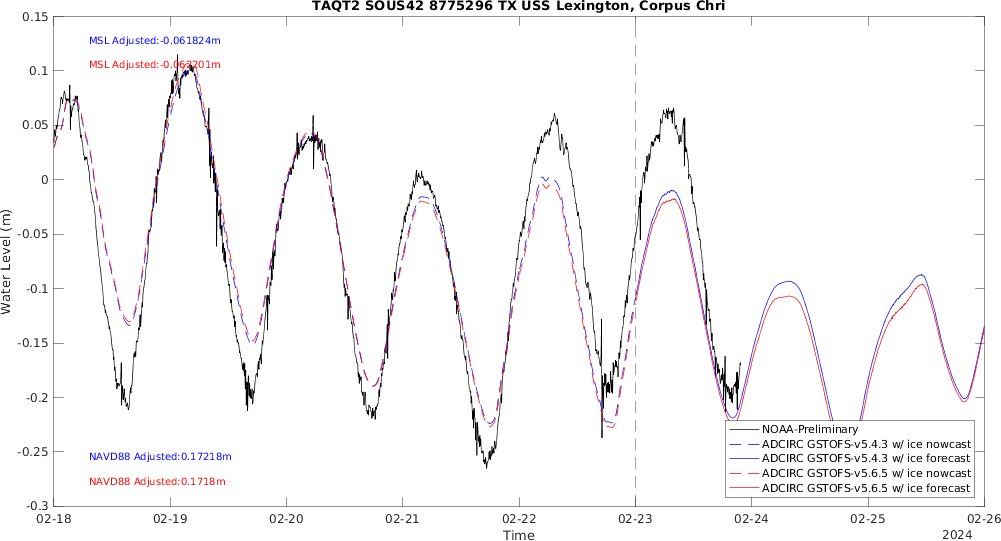 TAQT2 SOUS42 8775296 TX USS Lexington, Corpus Chri
MSL Adjusted:-0.061824m
MSL Adjusted:-0.063201m
NAVD88 Adjusted:0.17218m
NAVD88 Adjusted:0.1718m
Water Level (m)
0.15
0.1
0.05
0
-0.05
-0.1
-0.15
-0.2
-0.25
-0.3
NOAA-Preliminary
ADCIRC GSTOFS-v5.4.3 w/ ice nowcast
ADCIRC GSTOFS-v5.4.3 w/ ice forecast
ADCIRC GSTOFS-v5.6.5 w/ ice nowcast
ADCIRC GSTOFS-v5.6.5 w/ ice forecast
02-18 02-19 02-20 02-21 02-22 02-23 02-24 02-25 02-26
Time
2024